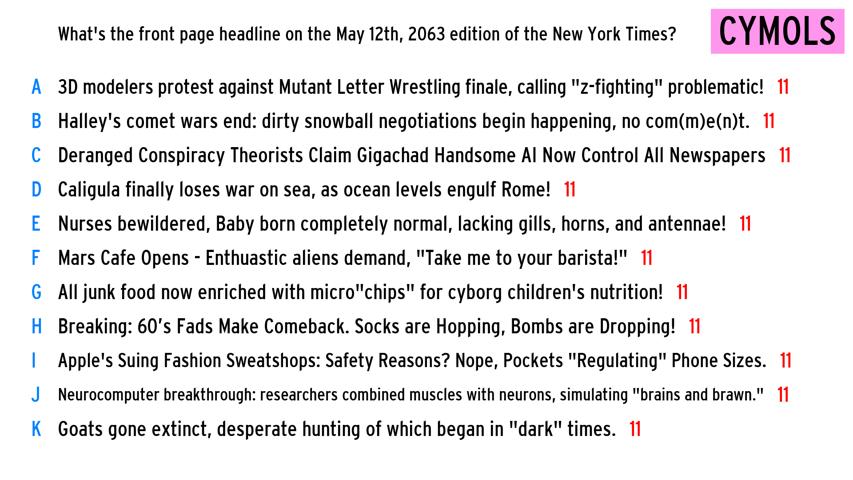 What's the front page headline on the May 12th, 2063 edition of the New York Times?
CYMOLS
A 3D modelers protest against Mutant Letter Wrestling finale, calling "z-fighting" problematic! 11
B Halley's comet wars end: dirty snowball negotiations begin happening, no com(m)e(n)t. 11
C Deranged Conspiracy Theorists Claim Gigachad Handsome AI Now Control All Newspapers 11
D Caligula finally loses war on sea, as ocean levels engulf Rome! 11
E Nurses bewildered, Baby born completely normal, lacking gills, horns, and antennae! 11
F Mars Cafe Opens - Enthuastic aliens demand, "Take me to your barista!" 11
G All junk food now enriched with micro"chips" for cyborg children's nutrition! 11
H Breaking: 60’s Fads Make Comeback. Socks are Hopping, Bombs are Dropping! 11
I Apple's Suing Fashion Sweatshops: Safety Reasons? Nope, Pockets "Regulating" Phone Sizes. 11
J Neurocomputer breakthrough: researchers combined muscles with neurons, simulating "brains and brawn." 11
K Goats gone extinct, desperate hunting of which began in "dark" times. 11